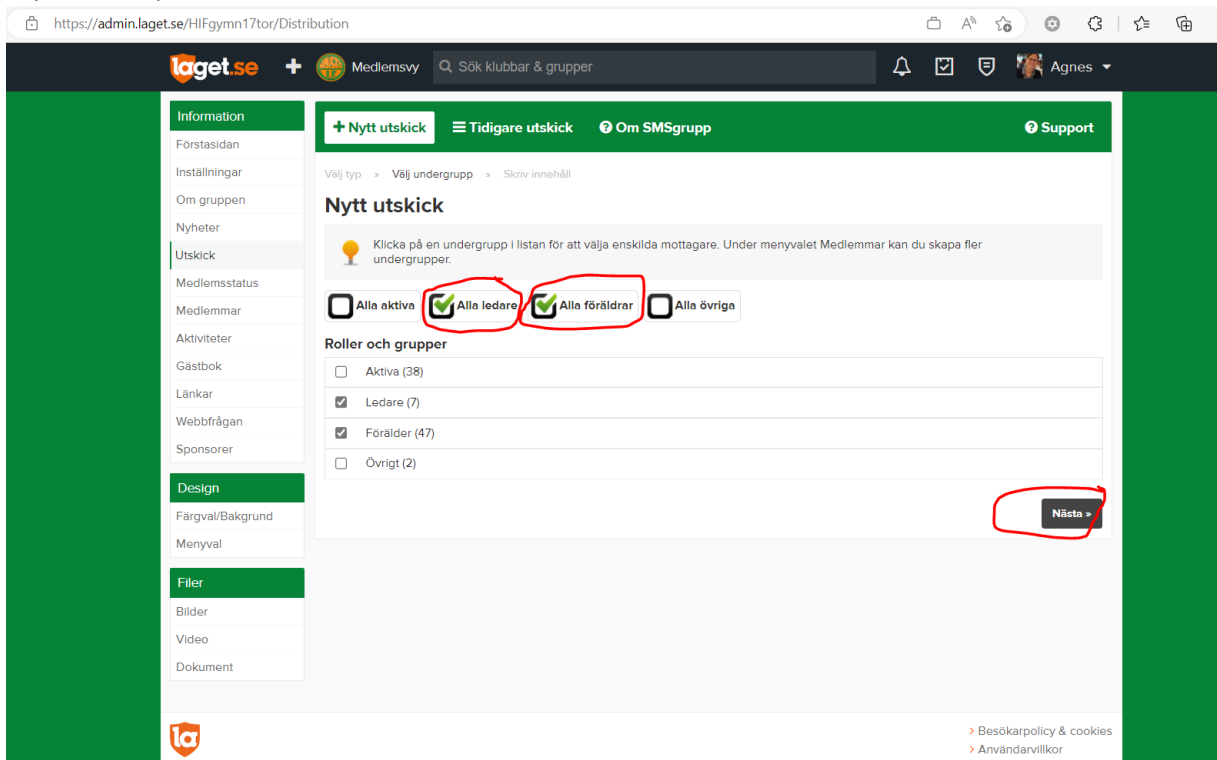 https://admin.laget.se/HIFgymn17tor/Distribution
laget.se + Medlemsvy Sök klubbar & grupper Agnes
Information
Förstasidan
Inställningar
Om gruppen
Nyheter
Utskick
Medlemsstatus
Medlemmar
Aktiviteter
Gästbok
Länkar
Webbfrågan
Sponsorer
Design
Färgval/Bakgrund
Menyval
Filer
Bilder
Video
Dokument
+ Nytt utskick Tidigare utskick Om SMSgrupp Support
Välj typ » Välj undergrupp » Skriv innehåll
Nytt utskick
Klicka på en undergrupp i listan för att välja enskilda mottagare. Under menyvalet Medlemmar kan du skapa fler
undergrupper.
Alla aktiva Alla ledare Alla föräldrar Alla övriga
Roller och grupper
Aktiva (38)
Ledare (7)
Förälder (47)
Övrigt (2)
Nästa »
la
> Besökarpolicy & cookies
> Användarvillkor